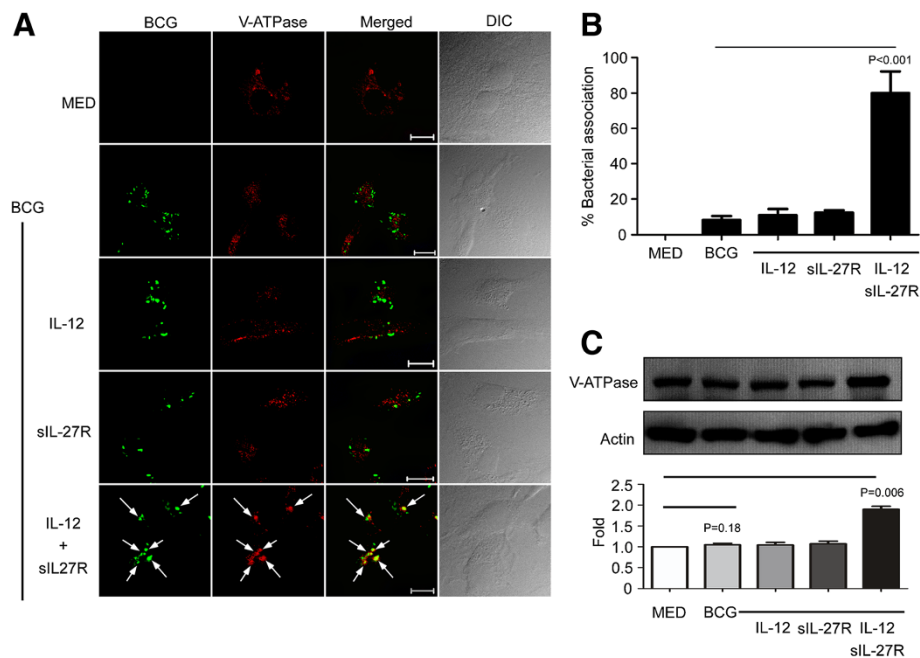 A
BCG V-ATPase Merged DIC
MED
BCG
IL-12
sIL-27R
IL-12
+
sIL27R
B
% Bacterial association
100
80
60
40
20
0
P<0.001
MED BCG IL-12 sIL-27R IL-12
sIL-27R
C
V-ATPase
Actin
Fold
2.5
2.0
1.5
1.0
0.5
0
P=0.18
P=0.006
MED BCG IL-12 sIL-27R IL-12
sIL-27R